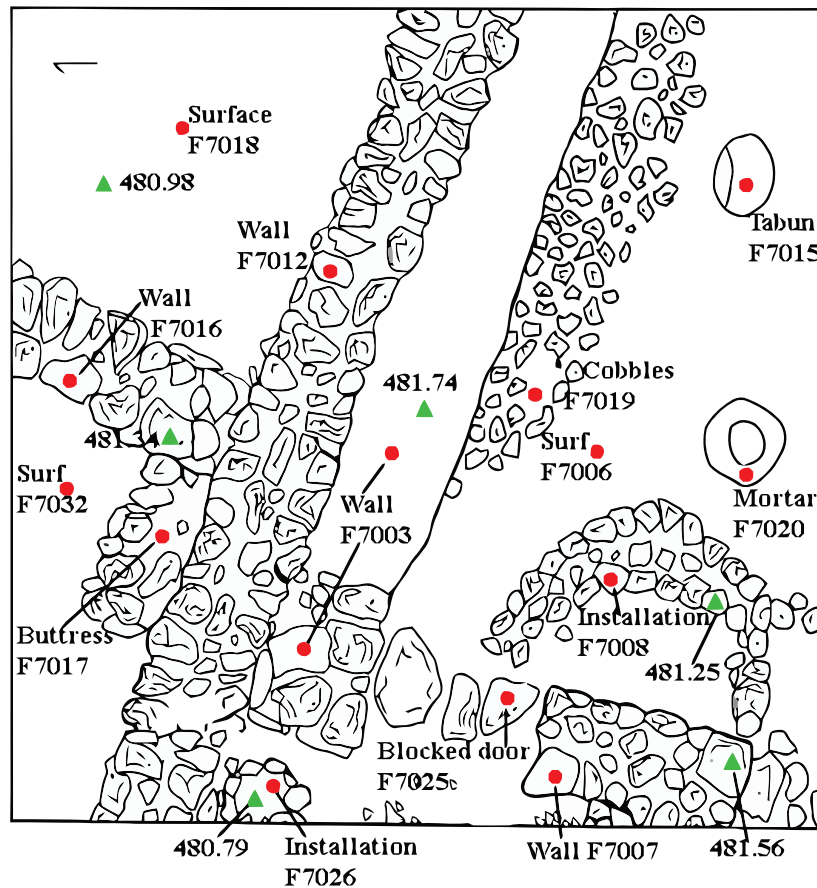 Surface
F7018
480.98
Tabun
F7015
Wall
F7012
Wall
F7016
481.74
Cobbles
F7019
481.34
Surf
F7006
Surf
F7032
Wall
F7003
Mortar
F7020
Installation
F7008
Buttress
F7017
481.25
Blocked door
F7025
480.79
Installation
F7026
Wall F7007
481.56